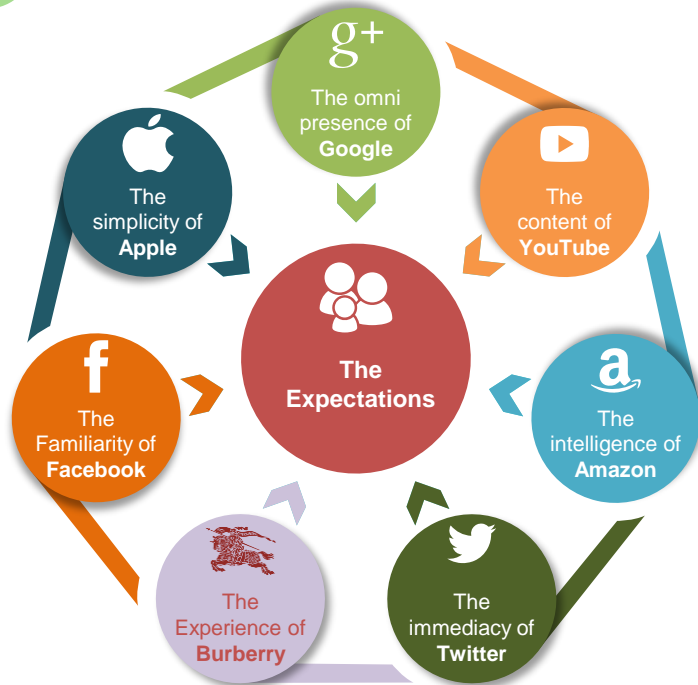 g+
The omni
presence of
Google
The
content of
YouTube
The
intelligence of
Amazon
The
immediacy of
Twitter
The
Experience of
Burberry
The
Familiarity of
Facebook
The
simplicity of
Apple
The
Expectations
f
a